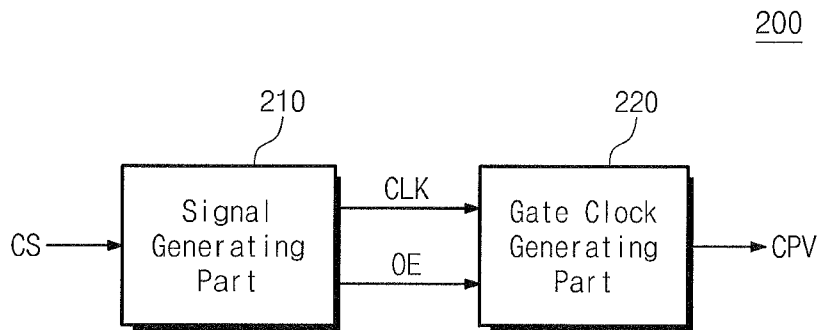 200
210
220
CS
Signal
Generating
Part
CLK
OE
Gate Clock
Generating
Part
CPV